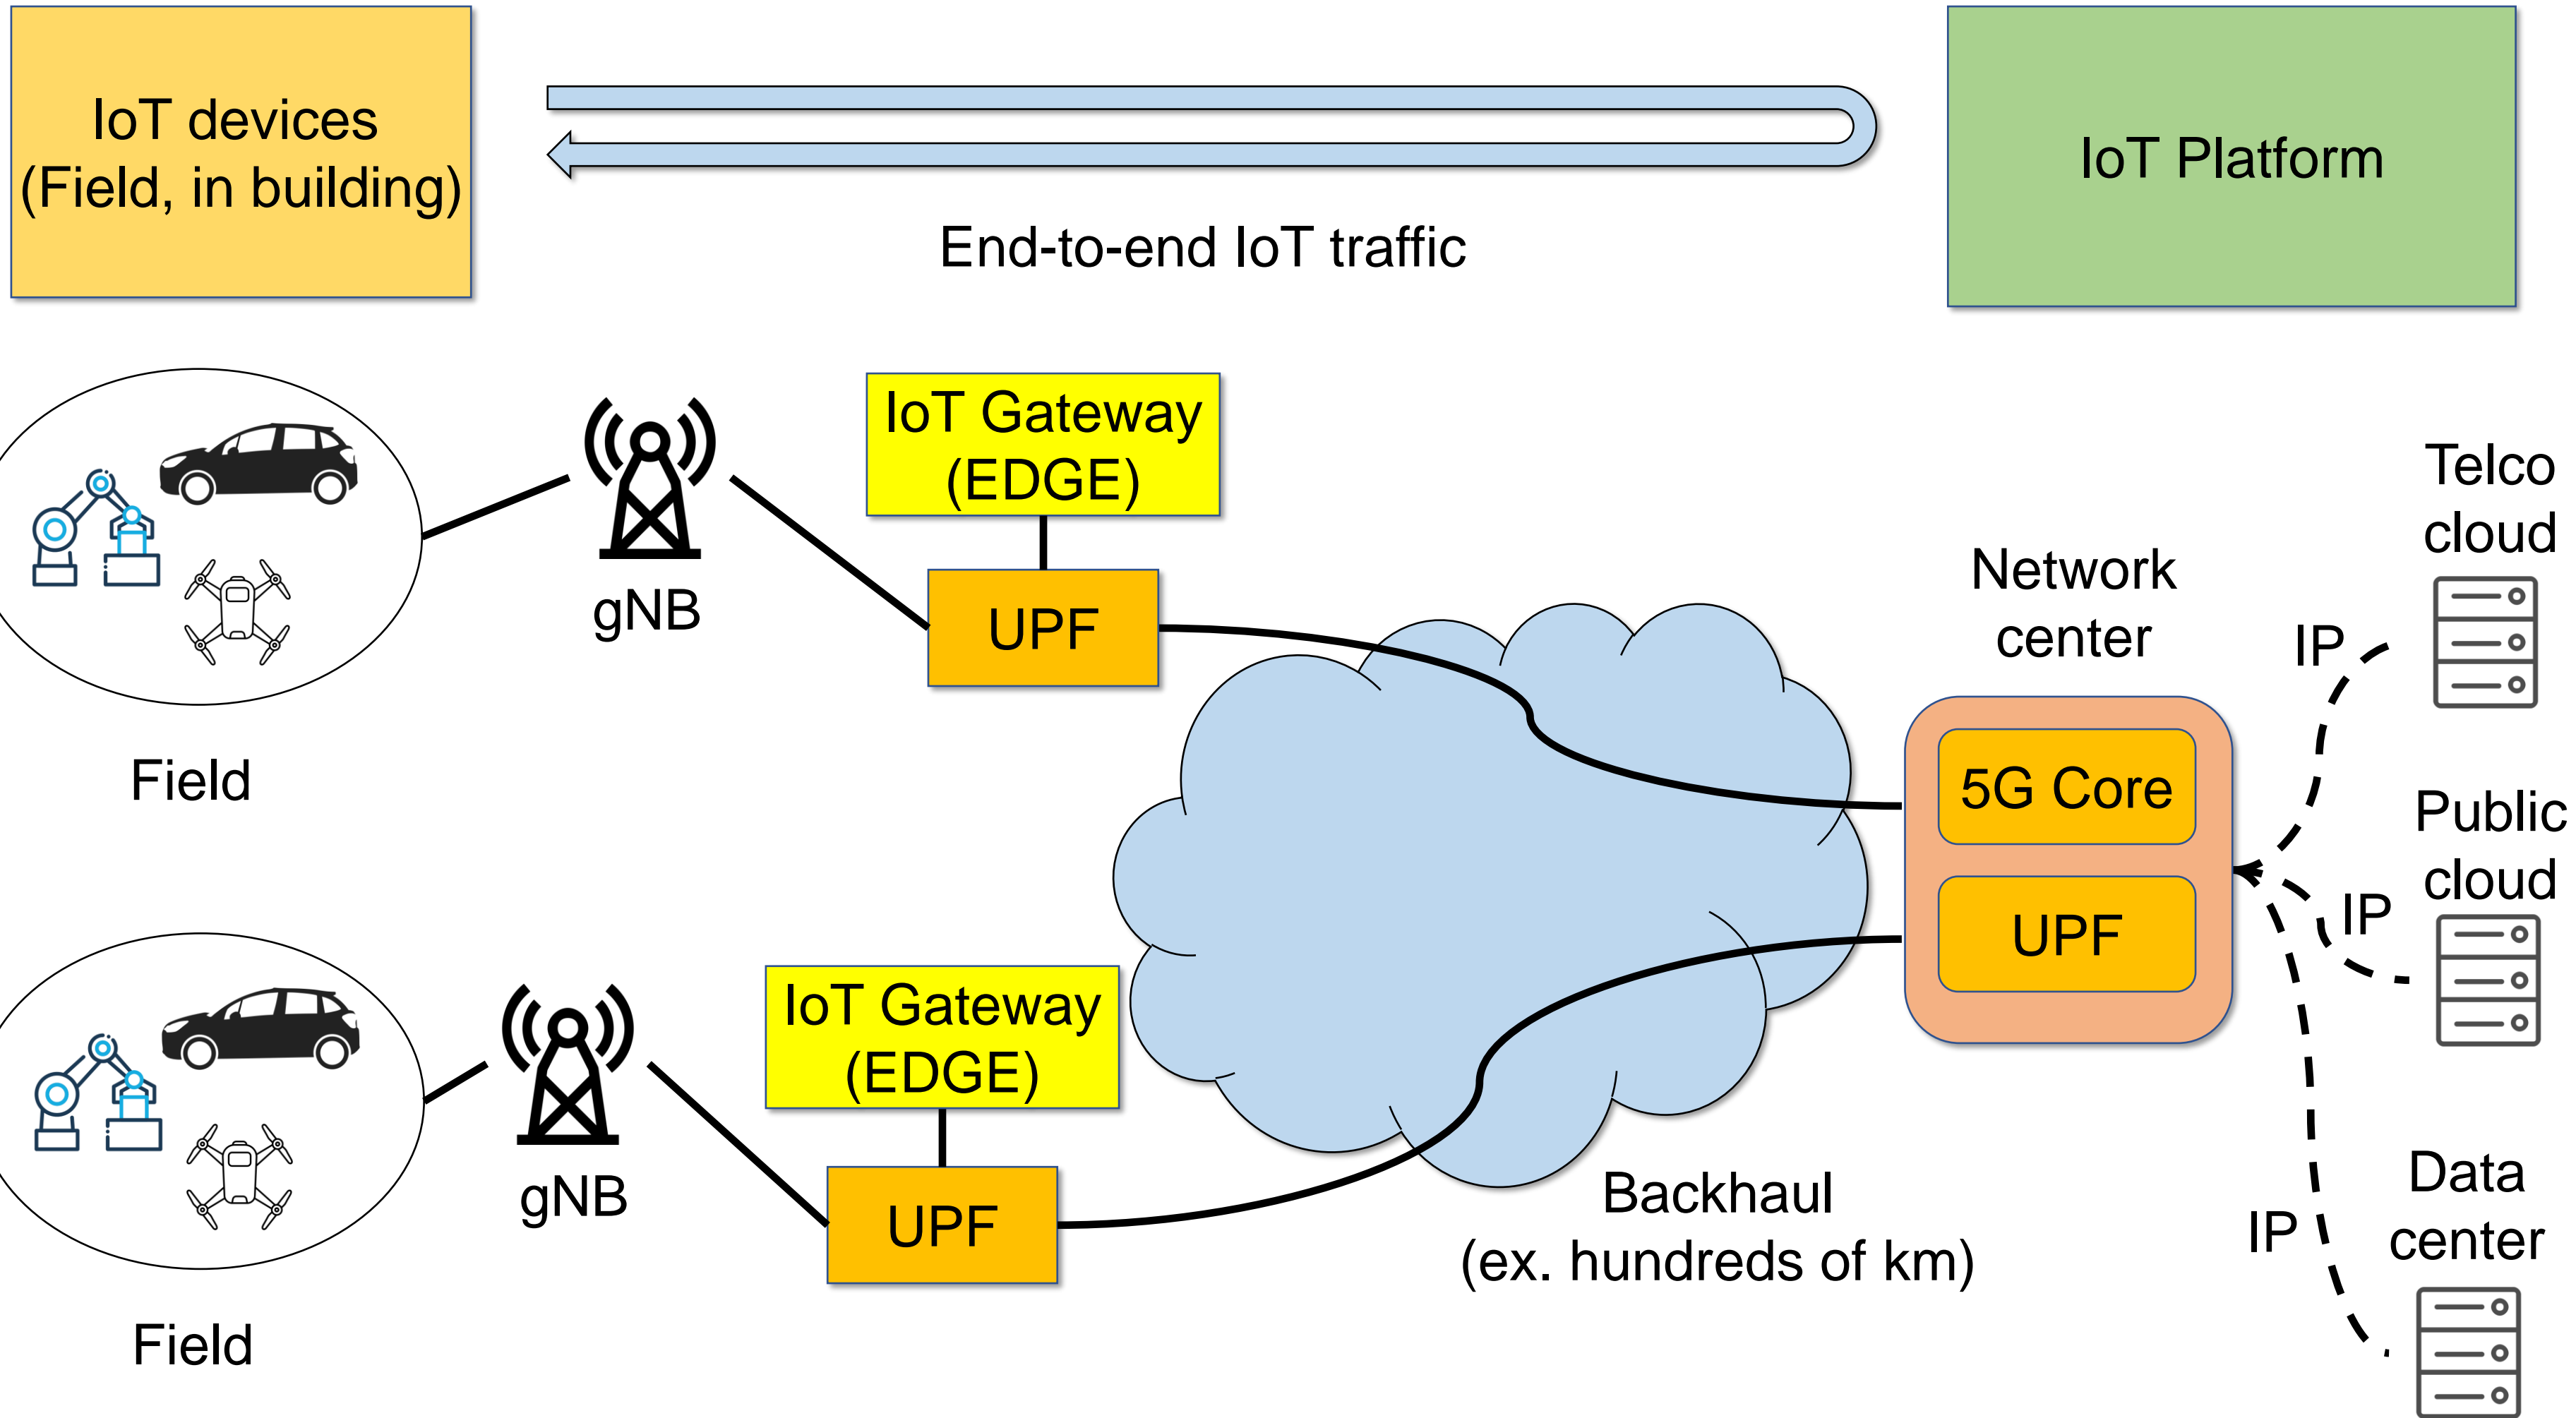 IoT devices
(Field, in building)
End-to-end IoT traffic
IoT Platform
gNB
IoT Gateway
(EDGE)
UPF
Field
Network
center
5G Core
UPF
IP
Telco
cloud
IP
Public
cloud
IP
Data
center
gNB
IoT Gateway
(EDGE)
UPF
Field
Backhaul
(ex. hundreds of km)